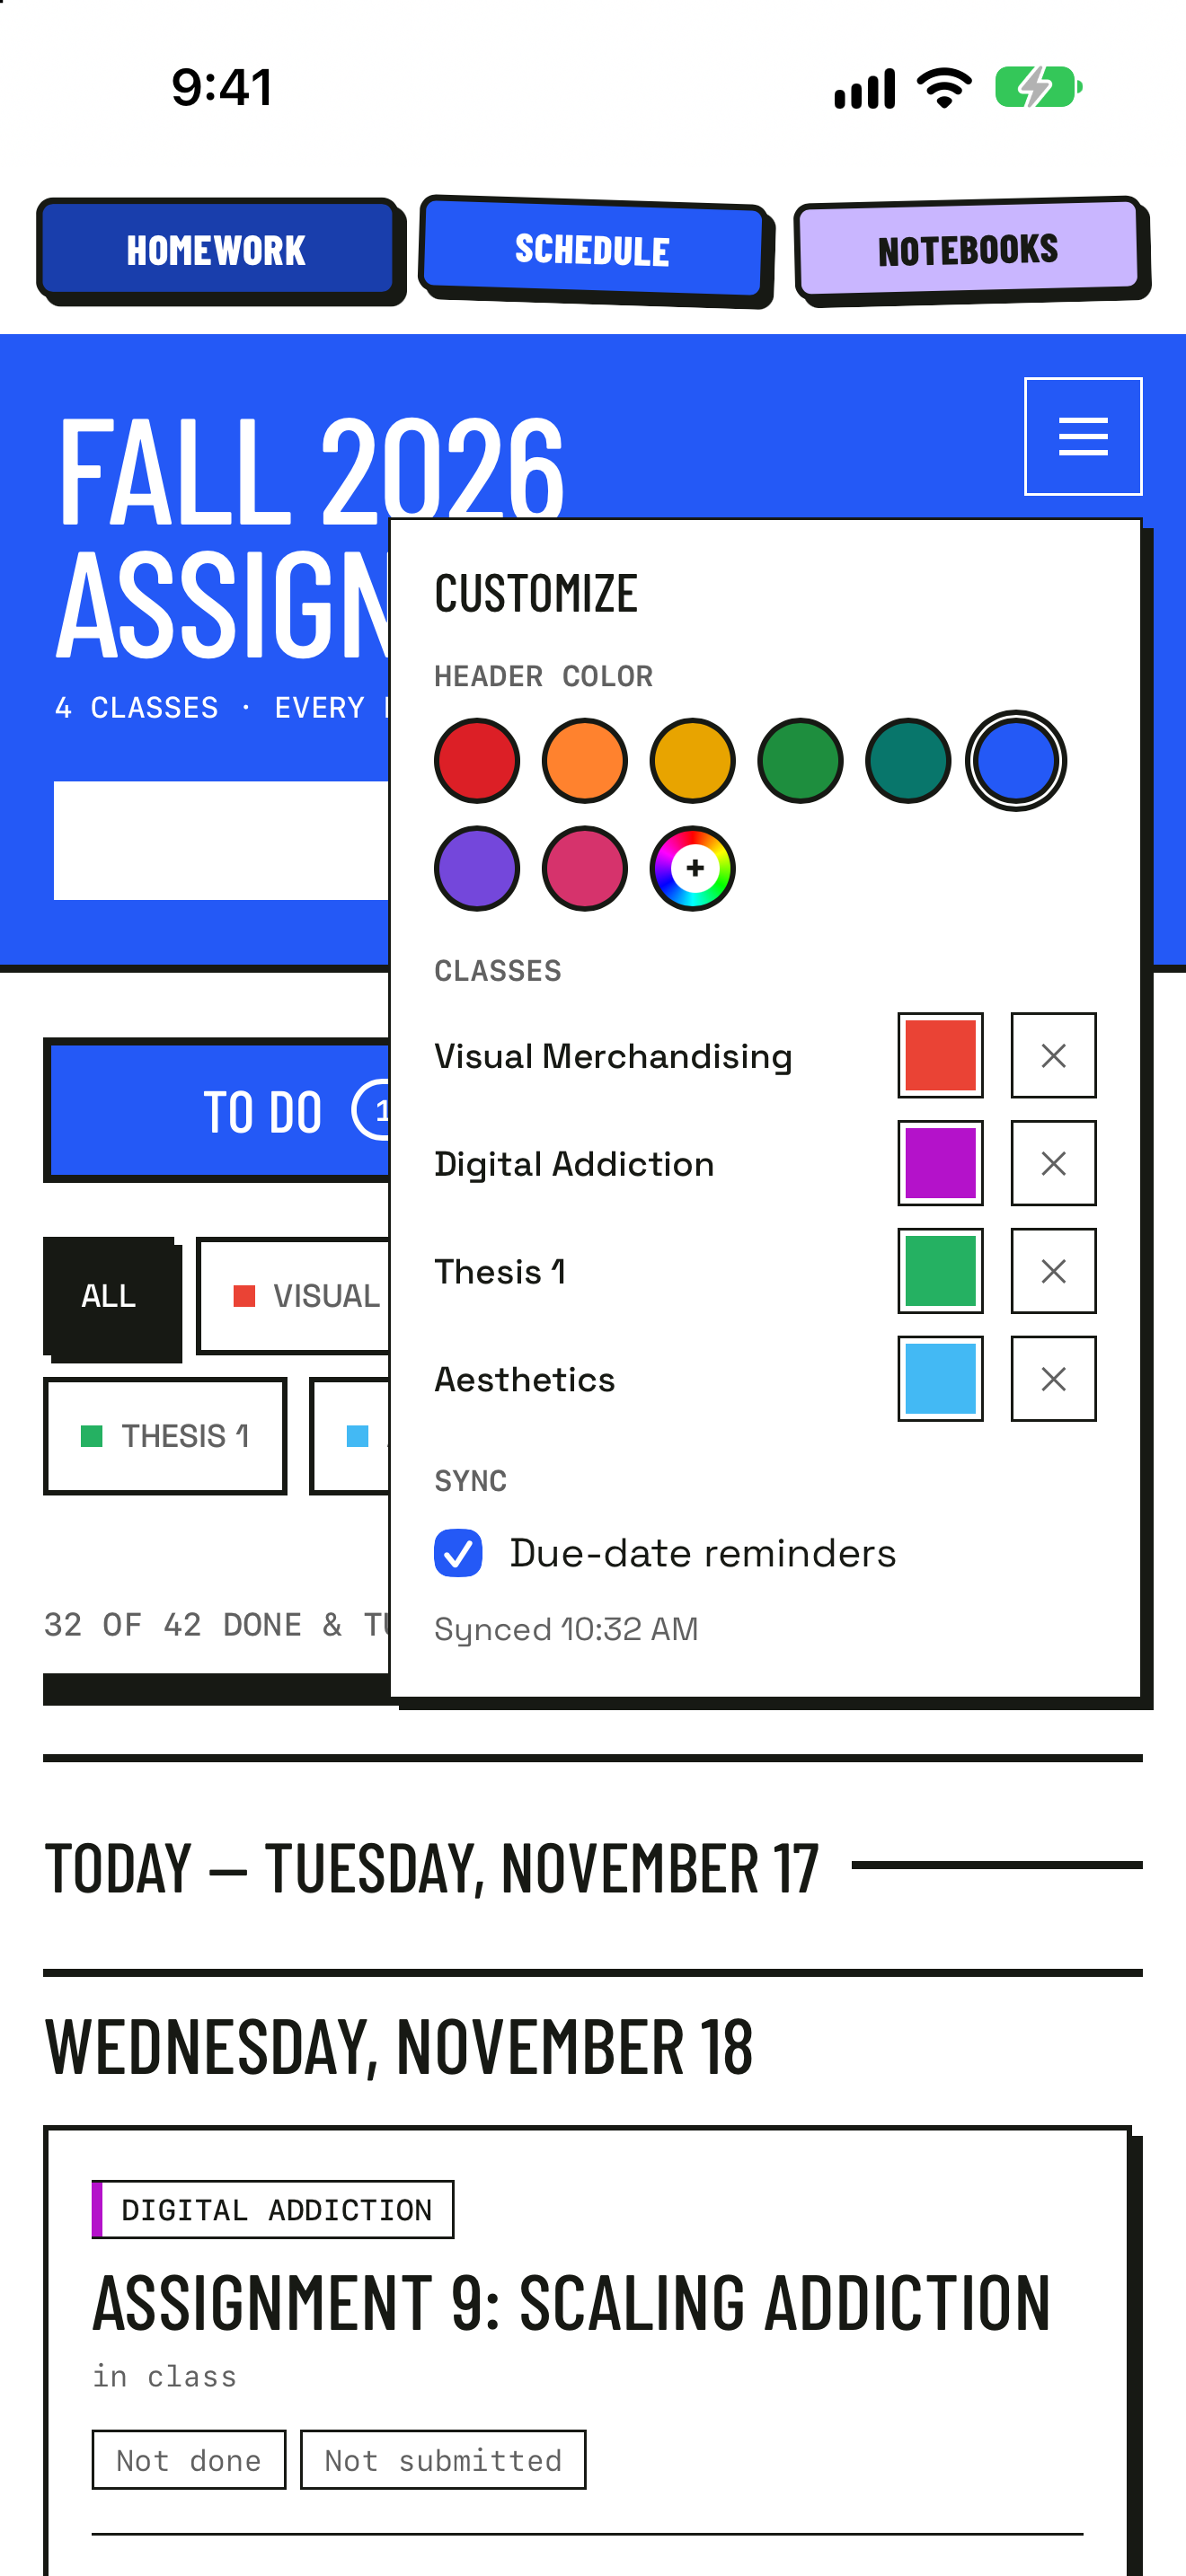 9:41
HOMEWORK
SCHEDULE
NOTEBOOKS
FALL 2026
ASSIGN
4 CLASSES · EVERY
CUSTOMIZE
HEADER COLOR
+
CLASSES
Visual Merchandising
Digital Addiction
Thesis 1
Aesthetics
SYNC
Due-date reminders
Synced 10:32 AM
TO DO
ALL
VISUAL
THESIS 1
32 OF 42 DONE &
TODAY — TUESDAY, NOVEMBER 17
WEDNESDAY, NOVEMBER 18
DIGITAL ADDICTION
ASSIGNMENT 9: SCALING ADDICTION
in class
Not done
Not submitted